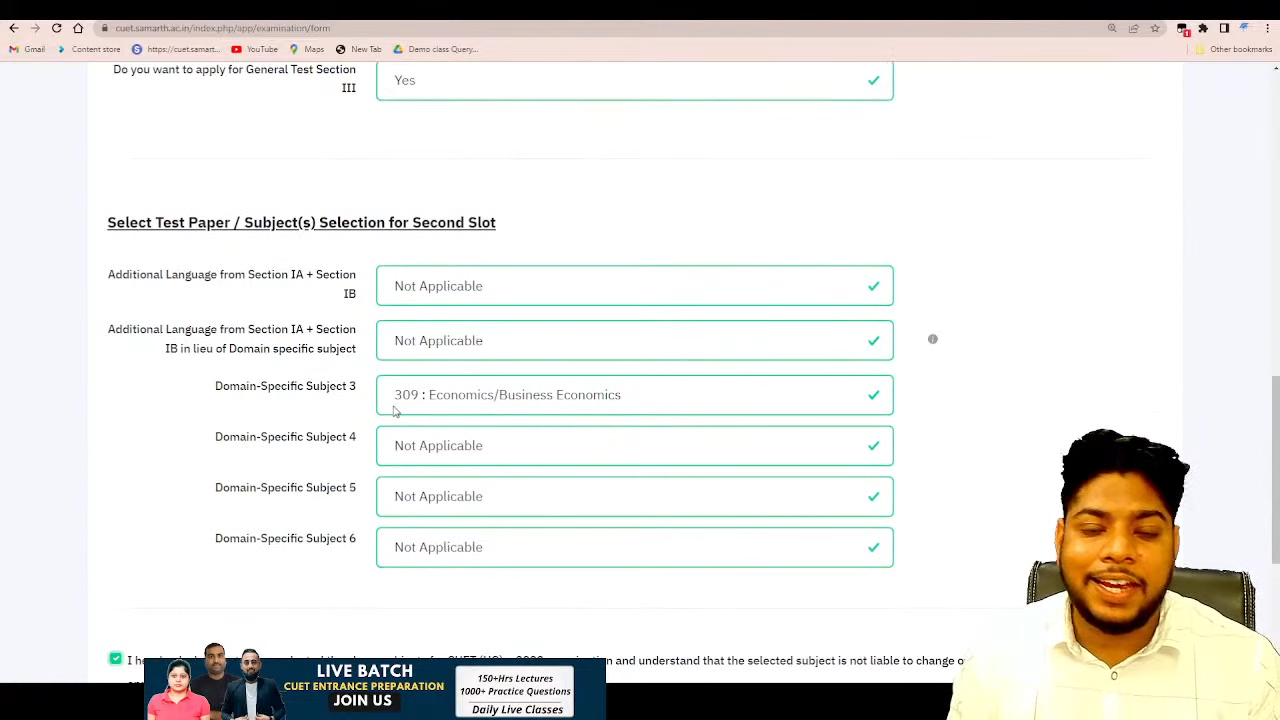 cuet.samarth.ac.in/index.php/app/examination/form
Gmail
Content store
https://cuet.samart...
YouTube
Maps
New Tab
Demo class Query...
Other bookmarks
Do you want to apply for General Test Section
III
Yes
Select Test Paper / Subject(s) Selection for Second Slot
Additional Language from Section IA + Section
IB
Not Applicable
Additional Language from Section IA + Section
IB in lieu of Domain specific subject
Not Applicable
Domain-Specific Subject 3
309 : Economics/Business Economics
Domain-Specific Subject 4
Not Applicable
Domain-Specific Subject 5
Not Applicable
Domain-Specific Subject 6
Not Applicable
and understand that the selected subject is not liable to change
LIVE BATCH
CUET ENTRANCE PREPARATION
JOIN US
150+Hrs Lectures
1000+ Practice Questions
Daily Live Classes